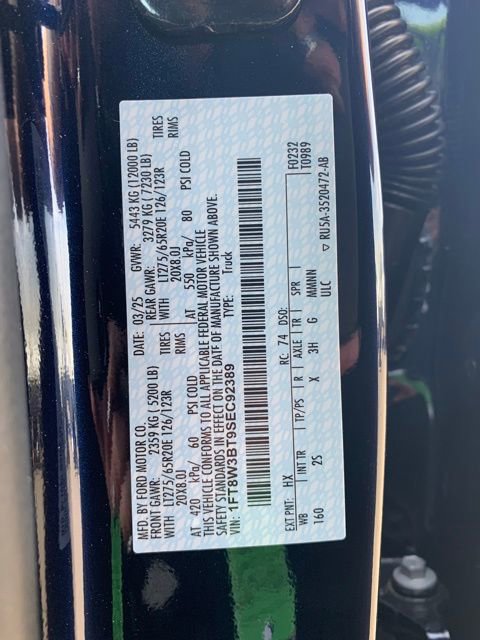 MFD. BY FORD MOTOR CO. DATE: 03/25 GVWR: 5443 KG (12000 LB)
FRONT GAWR: 2359 KG (5200 LB) REAR GAWR: 3279 KG (7230 LB)
WITH LT275/65R20E 126/123R TIRES WITH LT275/65R20E 126/123R TIRES
20X8.0J RIMS 20X8.0J RIMS
AT 420 kPa/ 60 PSI COLD AT 550 kPa/ 80 PSI COLD
THIS VEHICLE CONFORMS TO ALL APPLICABLE FEDERAL MOTOR VEHICLE
SAFETY STANDARDS IN EFFECT ON THE DATE OF MANUFACTURE SHOWN ABOVE.
VIN: 1FT8W3BT9SEC92389 Truck
F0232
T0989
EXT PNT: HX RC: 74 DSO:
WB INT TR TP/PS R AXLE TR SPR
160 2S X 3H G MMMNN
ULC
▽ RU5A-3520472-AB